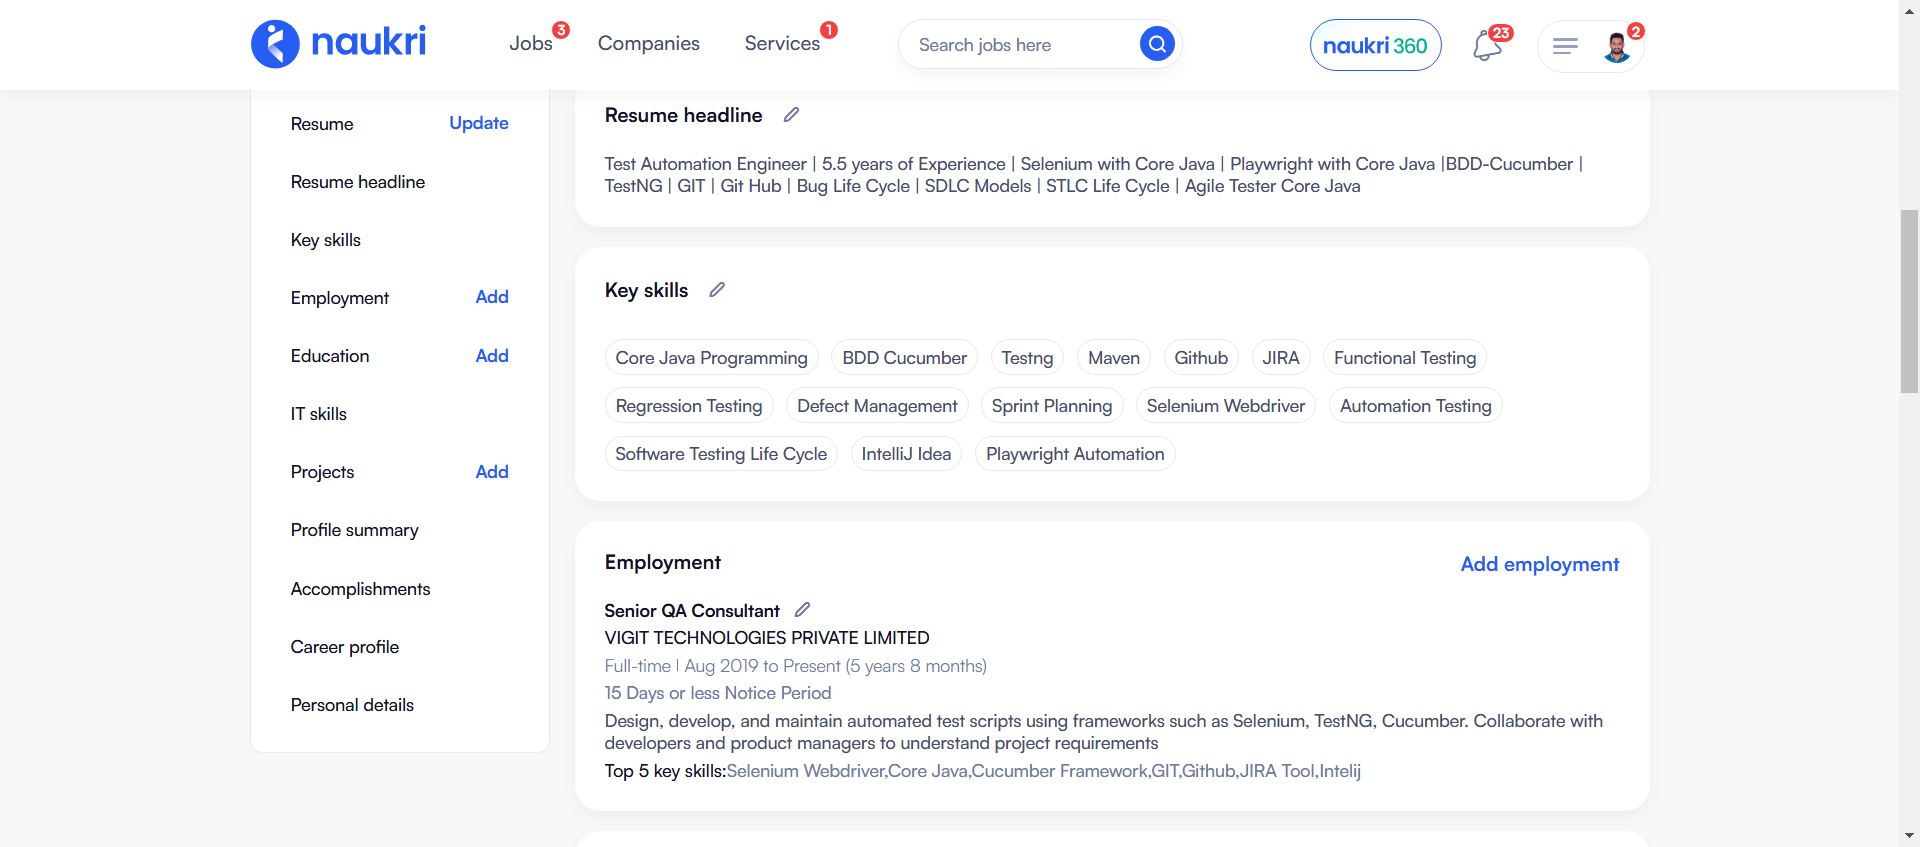 naukri
Jobs 3
Companies
Services 1
Search jobs here
naukri 360
23
2
Resume Update
Resume headline
Key skills
Employment Add
Education Add
IT skills
Projects Add
Profile summary
Accomplishments
Career profile
Personal details
Resume headline
Test Automation Engineer | 5.5 years of Experience | Selenium with Core Java | Playwright with Core Java |BDD-Cucumber |
TestNG | GIT | Git Hub | Bug Life Cycle | SDLC Models | STLC Life Cycle | Agile Tester Core Java
Key skills
Core Java Programming BDD Cucumber Testng Maven Github JIRA Functional Testing
Regression Testing Defect Management Sprint Planning Selenium Webdriver Automation Testing
Software Testing Life Cycle IntelliJ Idea Playwright Automation
Employment Add employment
Senior QA Consultant
VIGIT TECHNOLOGIES PRIVATE LIMITED
Full-time | Aug 2019 to Present (5 years 8 months)
15 Days or less Notice Period
Design, develop, and maintain automated test scripts using frameworks such as Selenium, TestNG, Cucumber. Collaborate with
developers and product managers to understand project requirements
Top 5 key skills:Selenium Webdriver,Core Java,Cucumber Framework,GIT,Github,JIRA Tool,Intelij